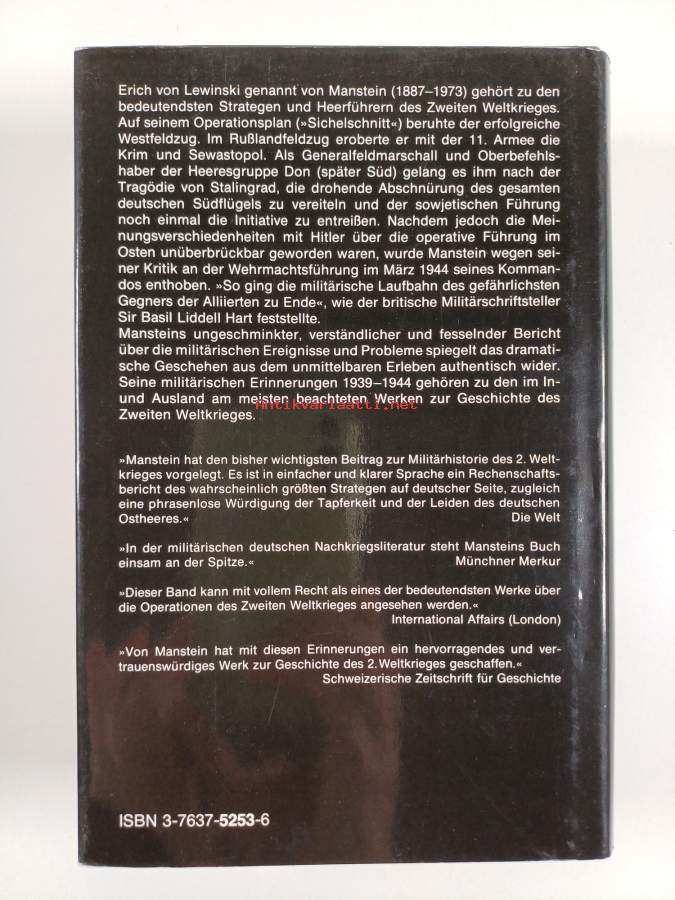 Erich von Lewinski genannt von Manstein (1887–1973) gehört zu den
bedeutendsten Strategen und Heerführern des Zweiten Weltkrieges.
Auf seinem Operationsplan (»Sichelschnitt«) beruhte der erfolgreiche
Westfeldzug. Im Rußlandfeldzug eroberte er mit der 11. Armee die
Krim und Sewastopol. Als Generalfeldmarschall und Oberbefehls-
haber der Heeresgruppe Don (später Süd) gelang es ihm nach der
Tragödie von Stalingrad, die drohende Abschnürung des gesamten
deutschen Südflügels zu vereiteln und der sowjetischen Führung
noch einmal die Initiative zu entreißen. Nachdem jedoch die Mei-
nungsverschiedenheiten mit Hitler über die operative Führung im
Osten unüberbrückbar geworden waren, wurde Manstein wegen sei-
ner Kritik an der Wehrmachtsführung im März 1944 seines Komman-
dos enthoben. »So ging die militärische Laufbahn des gefährlichsten
Gegners der Alliierten zu Ende«, wie der britische Militärschriftsteller
Sir Basil Liddell Hart feststellte.
Mansteins ungeschminkter, verständlicher und fesselnder Bericht
über die militärischen Ereignisse und Probleme spiegelt das dramati-
sche Geschehen aus dem unmittelbaren Erleben authentisch wider.
Seine militärischen Erinnerungen 1939–1944 gehören zu den im In-
und Ausland am meisten beachteten Werken zur Geschichte des
Antikvariaatti.net
Zweiten Weltkrieges.
»Manstein hat den bisher wichtigsten Beitrag zur Militärhistorie des 2. Welt-
krieges vorgelegt. Es ist in einfacher und klarer Sprache ein Rechenschafts-
bericht des wahrscheinlich größten Strategen auf deutscher Seite, zugleich
eine phrasenlose Würdigung der Tapferkeit und der Leiden des deutschen
Ostheeres.« Die Welt
»In der militärischen deutschen Nachkriegsliteratur steht Mansteins Buch
einsam an der Spitze.« Münchner Merkur
»Dieser Band kann mit vollem Recht als eines der bedeutendsten Werke über
die Operationen des Zweiten Weltkrieges angesehen werden.«
International Affairs (London)
»Von Manstein hat mit diesen Erinnerungen ein hervorragendes und ver-
trauenswürdiges Werk zur Geschichte des 2. Weltkrieges geschaffen.«
Schweizerische Zeitschrift für Geschichte
ISBN 3-7637-5253-6